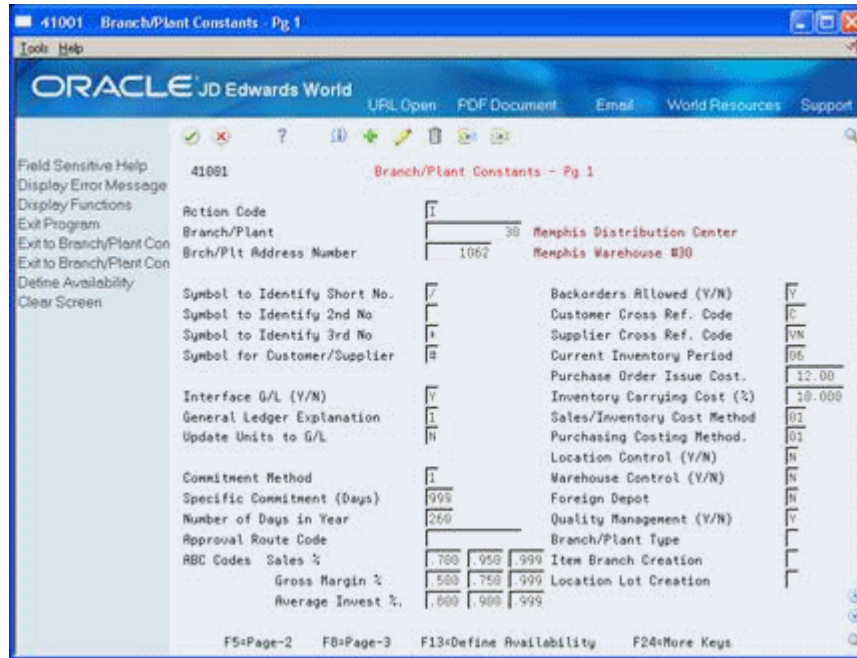 41001 Branch/Plant Constants - Pg 1
Tools Help
ORACLE JD Edwards World
URL Open PDF Document Email World Resources Support
Field Sensitive Help
Display Error Message
Display Functions
Exit Program
Exit to Branch/Plant Con
Exit to Branch/Plant Con
Define Availability
Clear Screen
41001 Branch/Plant Constants - Pg 1
Action Code I
Branch/Plant 30 Memphis Distribution Center
Brch/Plt Address Number 1062 Memphis Warehouse #30
Symbol to Identify Short No. / Backorders Allowed (Y/N) Y
Symbol to Identify 2nd No Customer Cross Ref. Code C
Symbol to Identify 3rd No * Supplier Cross Ref. Code VN
Symbol for Customer/Supplier # Current Inventory Period 06
Purchase Order Issue Cost. 12.00
Interface G/L (Y/N) Y Inventory Carrying Cost (%) 10.000
General Ledger Explanation 1 Sales/Inventory Cost Method 01
Update Units to G/L N Purchasing Costing Method. 01
Location Control (Y/N) N
Commitment Method 1 Warehouse Control (Y/N) N
Specific Commitment (Days) 999 Foreign Depot N
Number of Days in Year 260 Quality Management (Y/N) Y
Approval Route Code Branch/Plant Type
ABC Codes Sales % .700 .950 .999 Item Branch Creation
Gross Margin % .500 .750 .999 Location Lot Creation
Average Invest %. .600 .900 .999
F5=Page-2 F8=Page-3 F13=Define Availability F24=More Keys